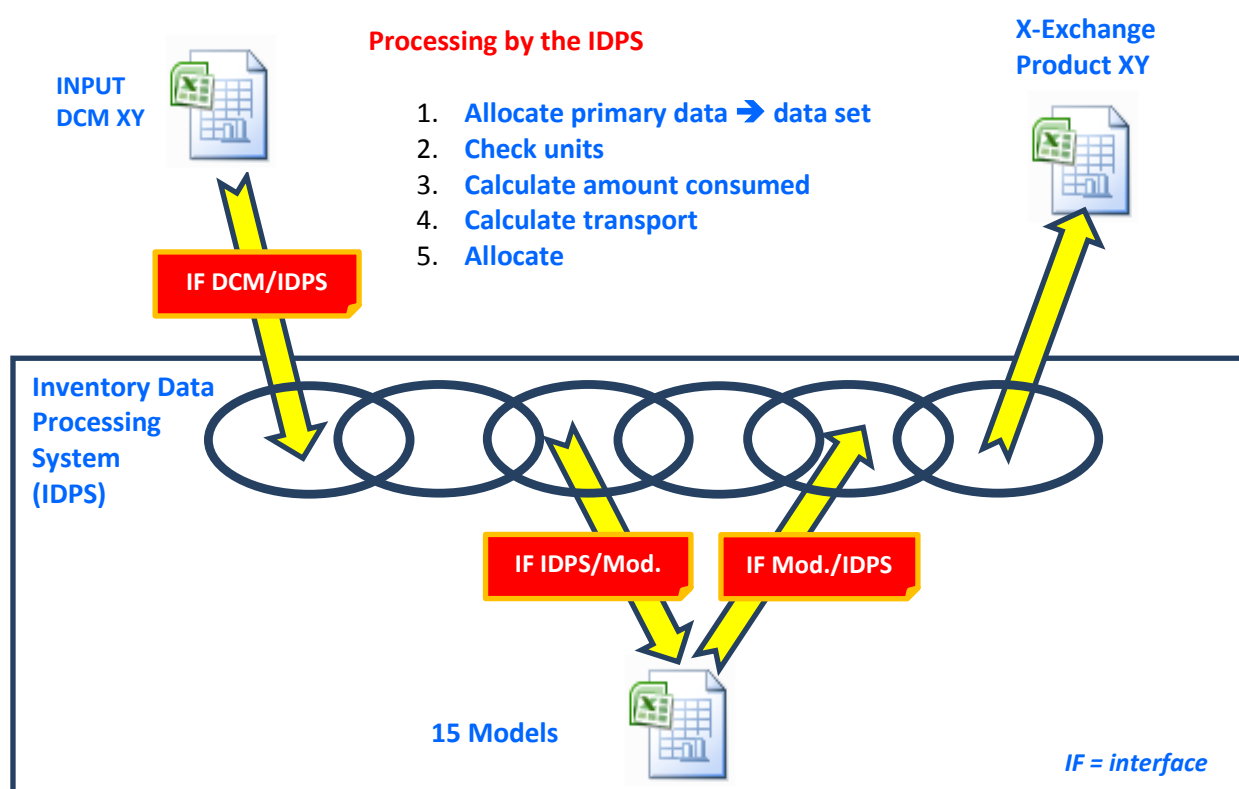 Processing by the IDPS
X-Exchange
Product XY
INPUT
DCM XY
1. Allocate primary data ➔ data set
2. Check units
3. Calculate amount consumed
4. Calculate transport
5. Allocate
IF DCM/IDPS
Inventory Data
Processing
System
(IDPS)
IF IDPS/Mod.
IF Mod./IDPS
15 Models
IF = interface